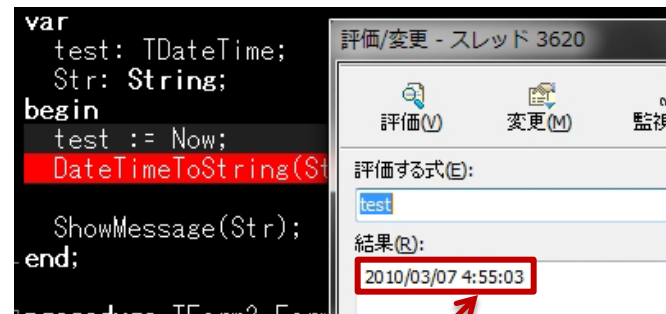 var
test: TDateTime;
Str: String;
begin
test := Now;
DateTimeToString(St
ShowMessage(Str);
end;
評価/変更 - スレッド 3620
評価(V)
変更(M)
監視
評価する式(E):
test
結果(R):
2010/03/07 4:55:03